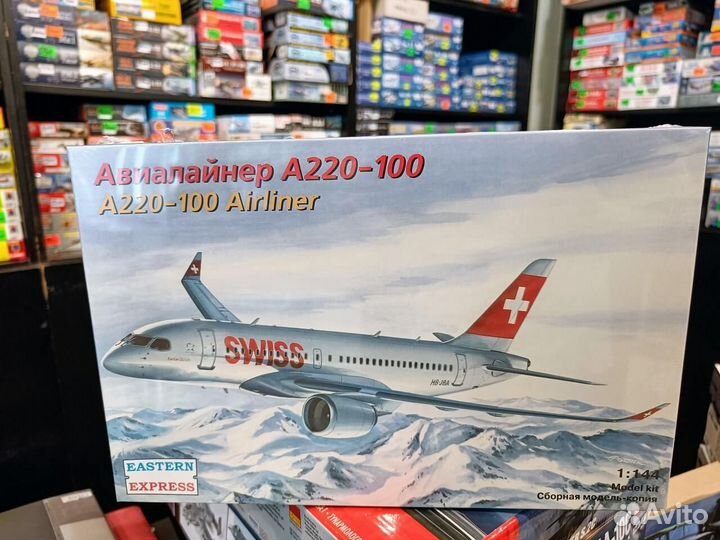 Авиалайнер А220-100
A220-100 Airliner
SWISS
HB-JBA
EASTERN
EXPRESS
1:144
Model kit
Сборная модель-копия
Avito